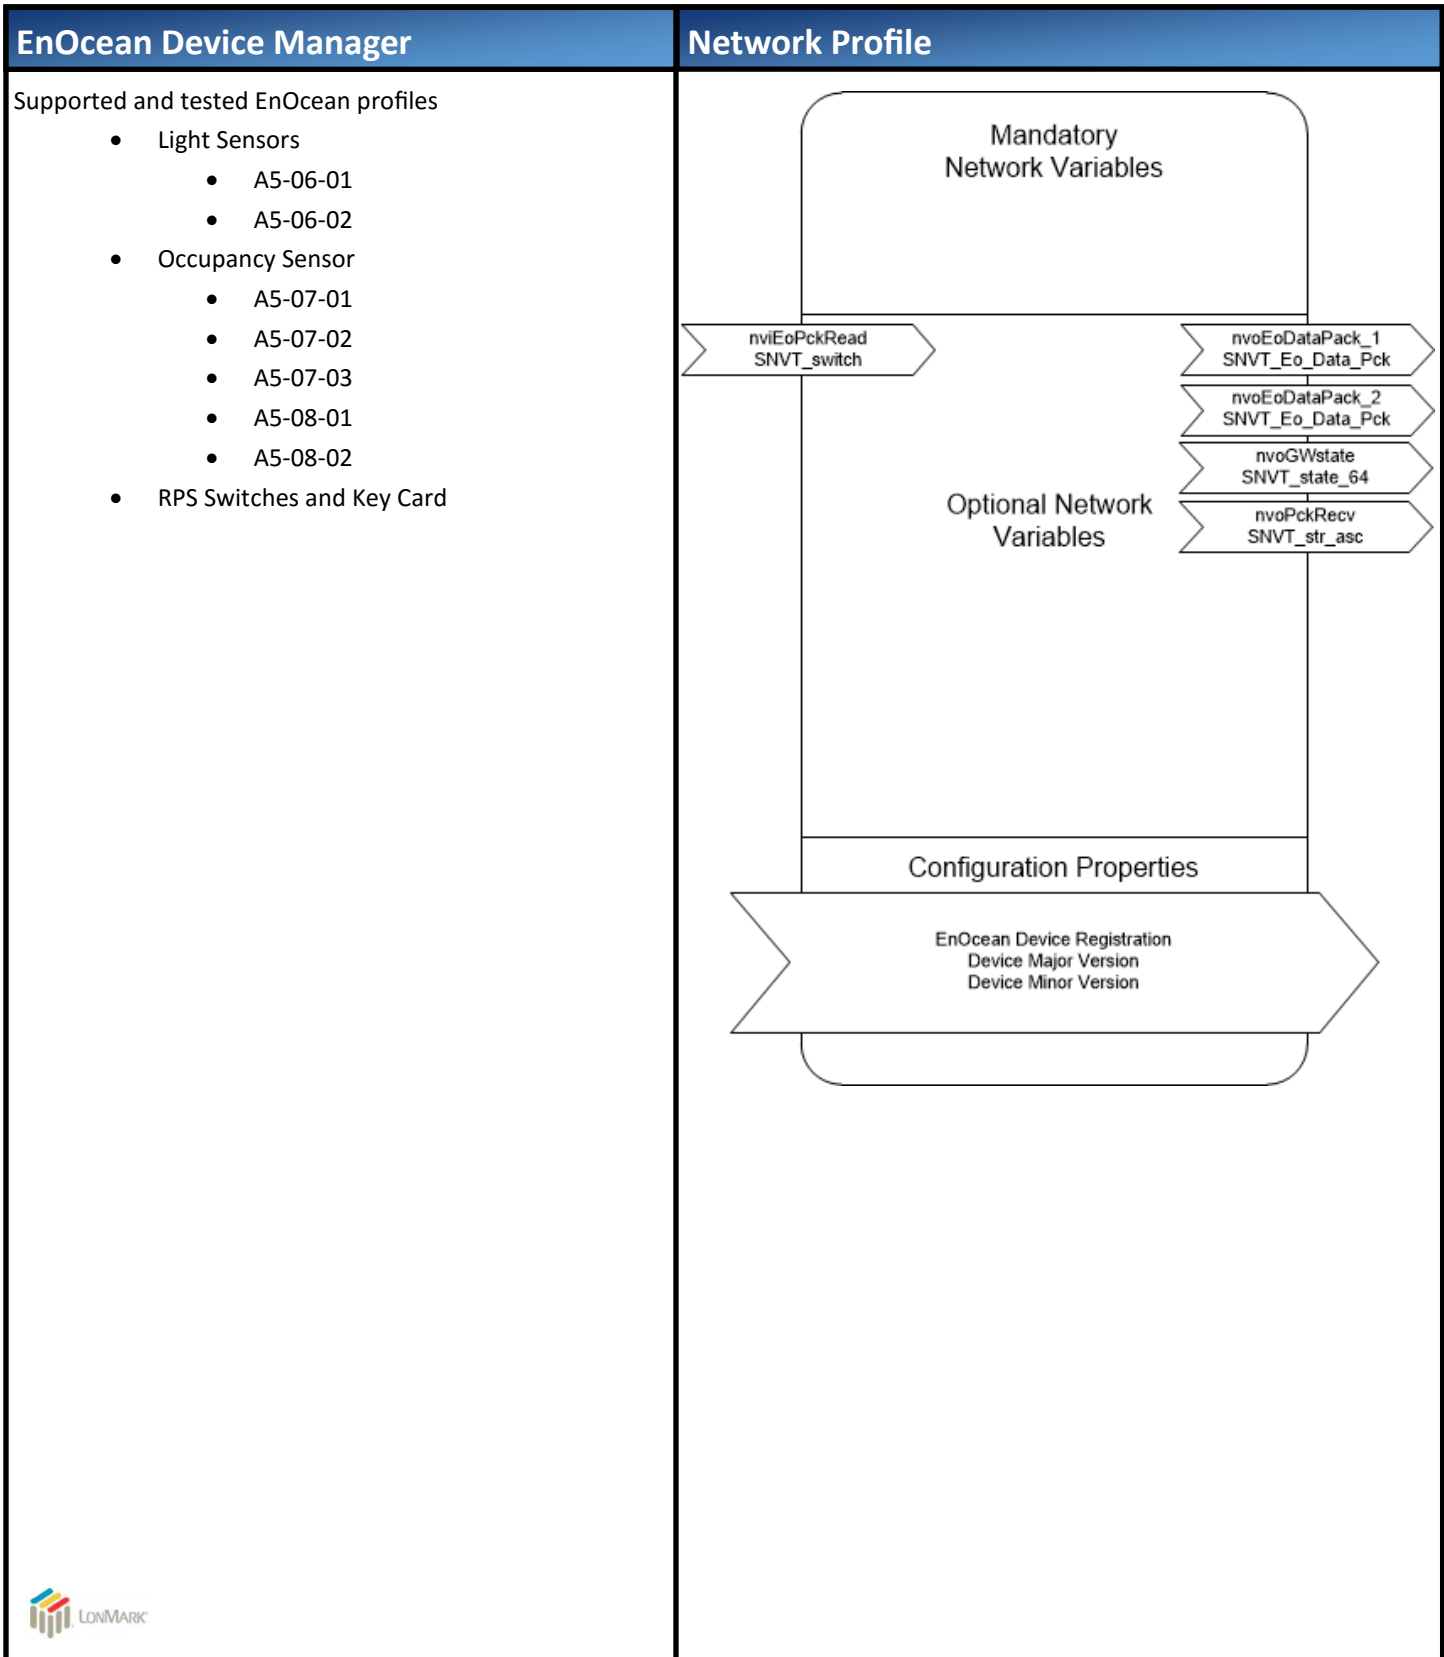 EnOcean Device Manager
Supported and tested EnOcean profiles
• Light Sensors
• A5-06-01
• A5-06-02
• Occupancy Sensor
• A5-07-01
• A5-07-02
• A5-07-03
• A5-08-01
• A5-08-02
• RPS Switches and Key Card
LONMARK
Network Profile
Mandatory
Network Variables
nviEoPckRead
SNVT_switch
nvoEoDataPack_1
SNVT_Eo_Data_Pck
nvoEoDataPack_2
SNVT_Eo_Data_Pck
nvoGWstate
SNVT_state_64
nvoPckRecv
SNVT_str_asc
Optional Network
Variables
Configuration Properties
EnOcean Device Registration
Device Major Version
Device Minor Version